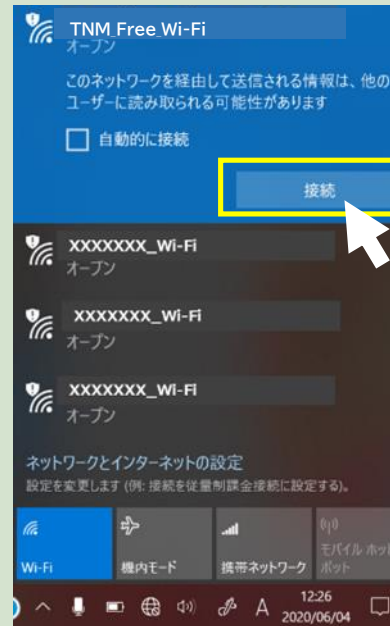 TNM_Free_Wi-Fi
オープン
このネットワークを経由して送信される情報は、他の
ユーザーに読み取られる可能性があります
自動的に接続
接続
XXXXXXX_Wi-Fi
オープン
XXXXXXX_Wi-Fi
オープン
XXXXXXX_Wi-Fi
オープン
ネットワークとインターネットの設定
設定を変更します (例: 接続を従量制課金接続に設定する)。
Wi-Fi
機内モード
携帯ネットワーク
モバイル ホット
ポット
A
12:26
2020/06/04